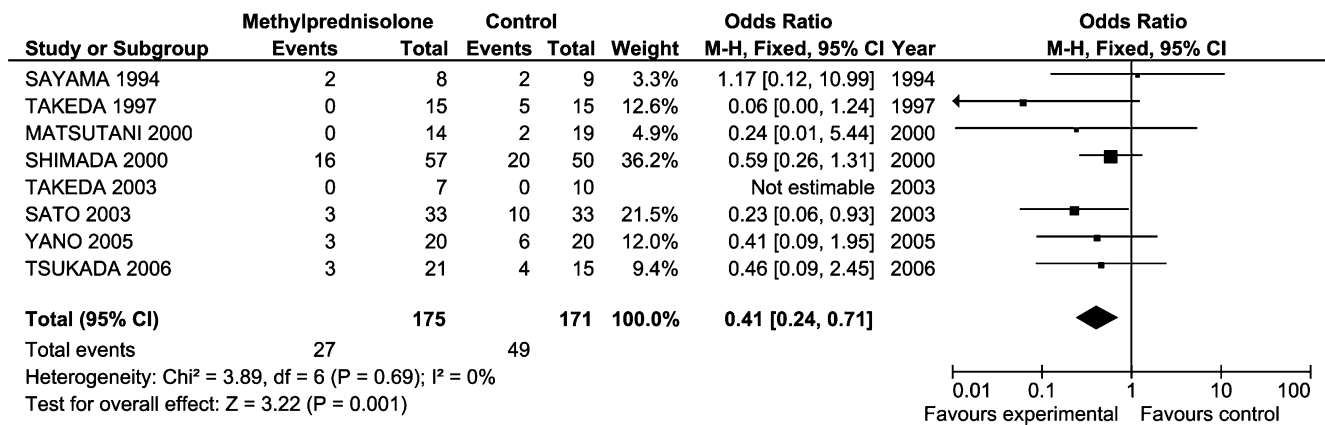 Methylprednisolone Control Odds Ratio Odds Ratio
Study or Subgroup Events Total Events Total Weight M-H, Fixed, 95% CI Year M-H, Fixed, 95% CI
SAYAMA 1994 2 8 2 9 3.3% 1.17 [0.12, 10.99] 1994
TAKEDA 1997 0 15 5 15 12.6% 0.06 [0.00, 1.24] 1997
MATSUTANI 2000 0 14 2 19 4.9% 0.24 [0.01, 5.44] 2000
SHIMADA 2000 16 57 20 50 36.2% 0.59 [0.26, 1.31] 2000
TAKEDA 2003 0 7 0 10 Not estimable 2003
SATO 2003 3 33 10 33 21.5% 0.23 [0.06, 0.93] 2003
YANO 2005 3 20 6 20 12.0% 0.41 [0.09, 1.95] 2005
TSUKADA 2006 3 21 4 15 9.4% 0.46 [0.09, 2.45] 2006
Total (95% CI) 175 171 100.0% 0.41 [0.24, 0.71]
Total events 27 49
Heterogeneity: Chi² = 3.89, df = 6 (P = 0.69); I² = 0%
Test for overall effect: Z = 3.22 (P = 0.001)
0.01 0.1 1 10 100
Favours experimental Favours control